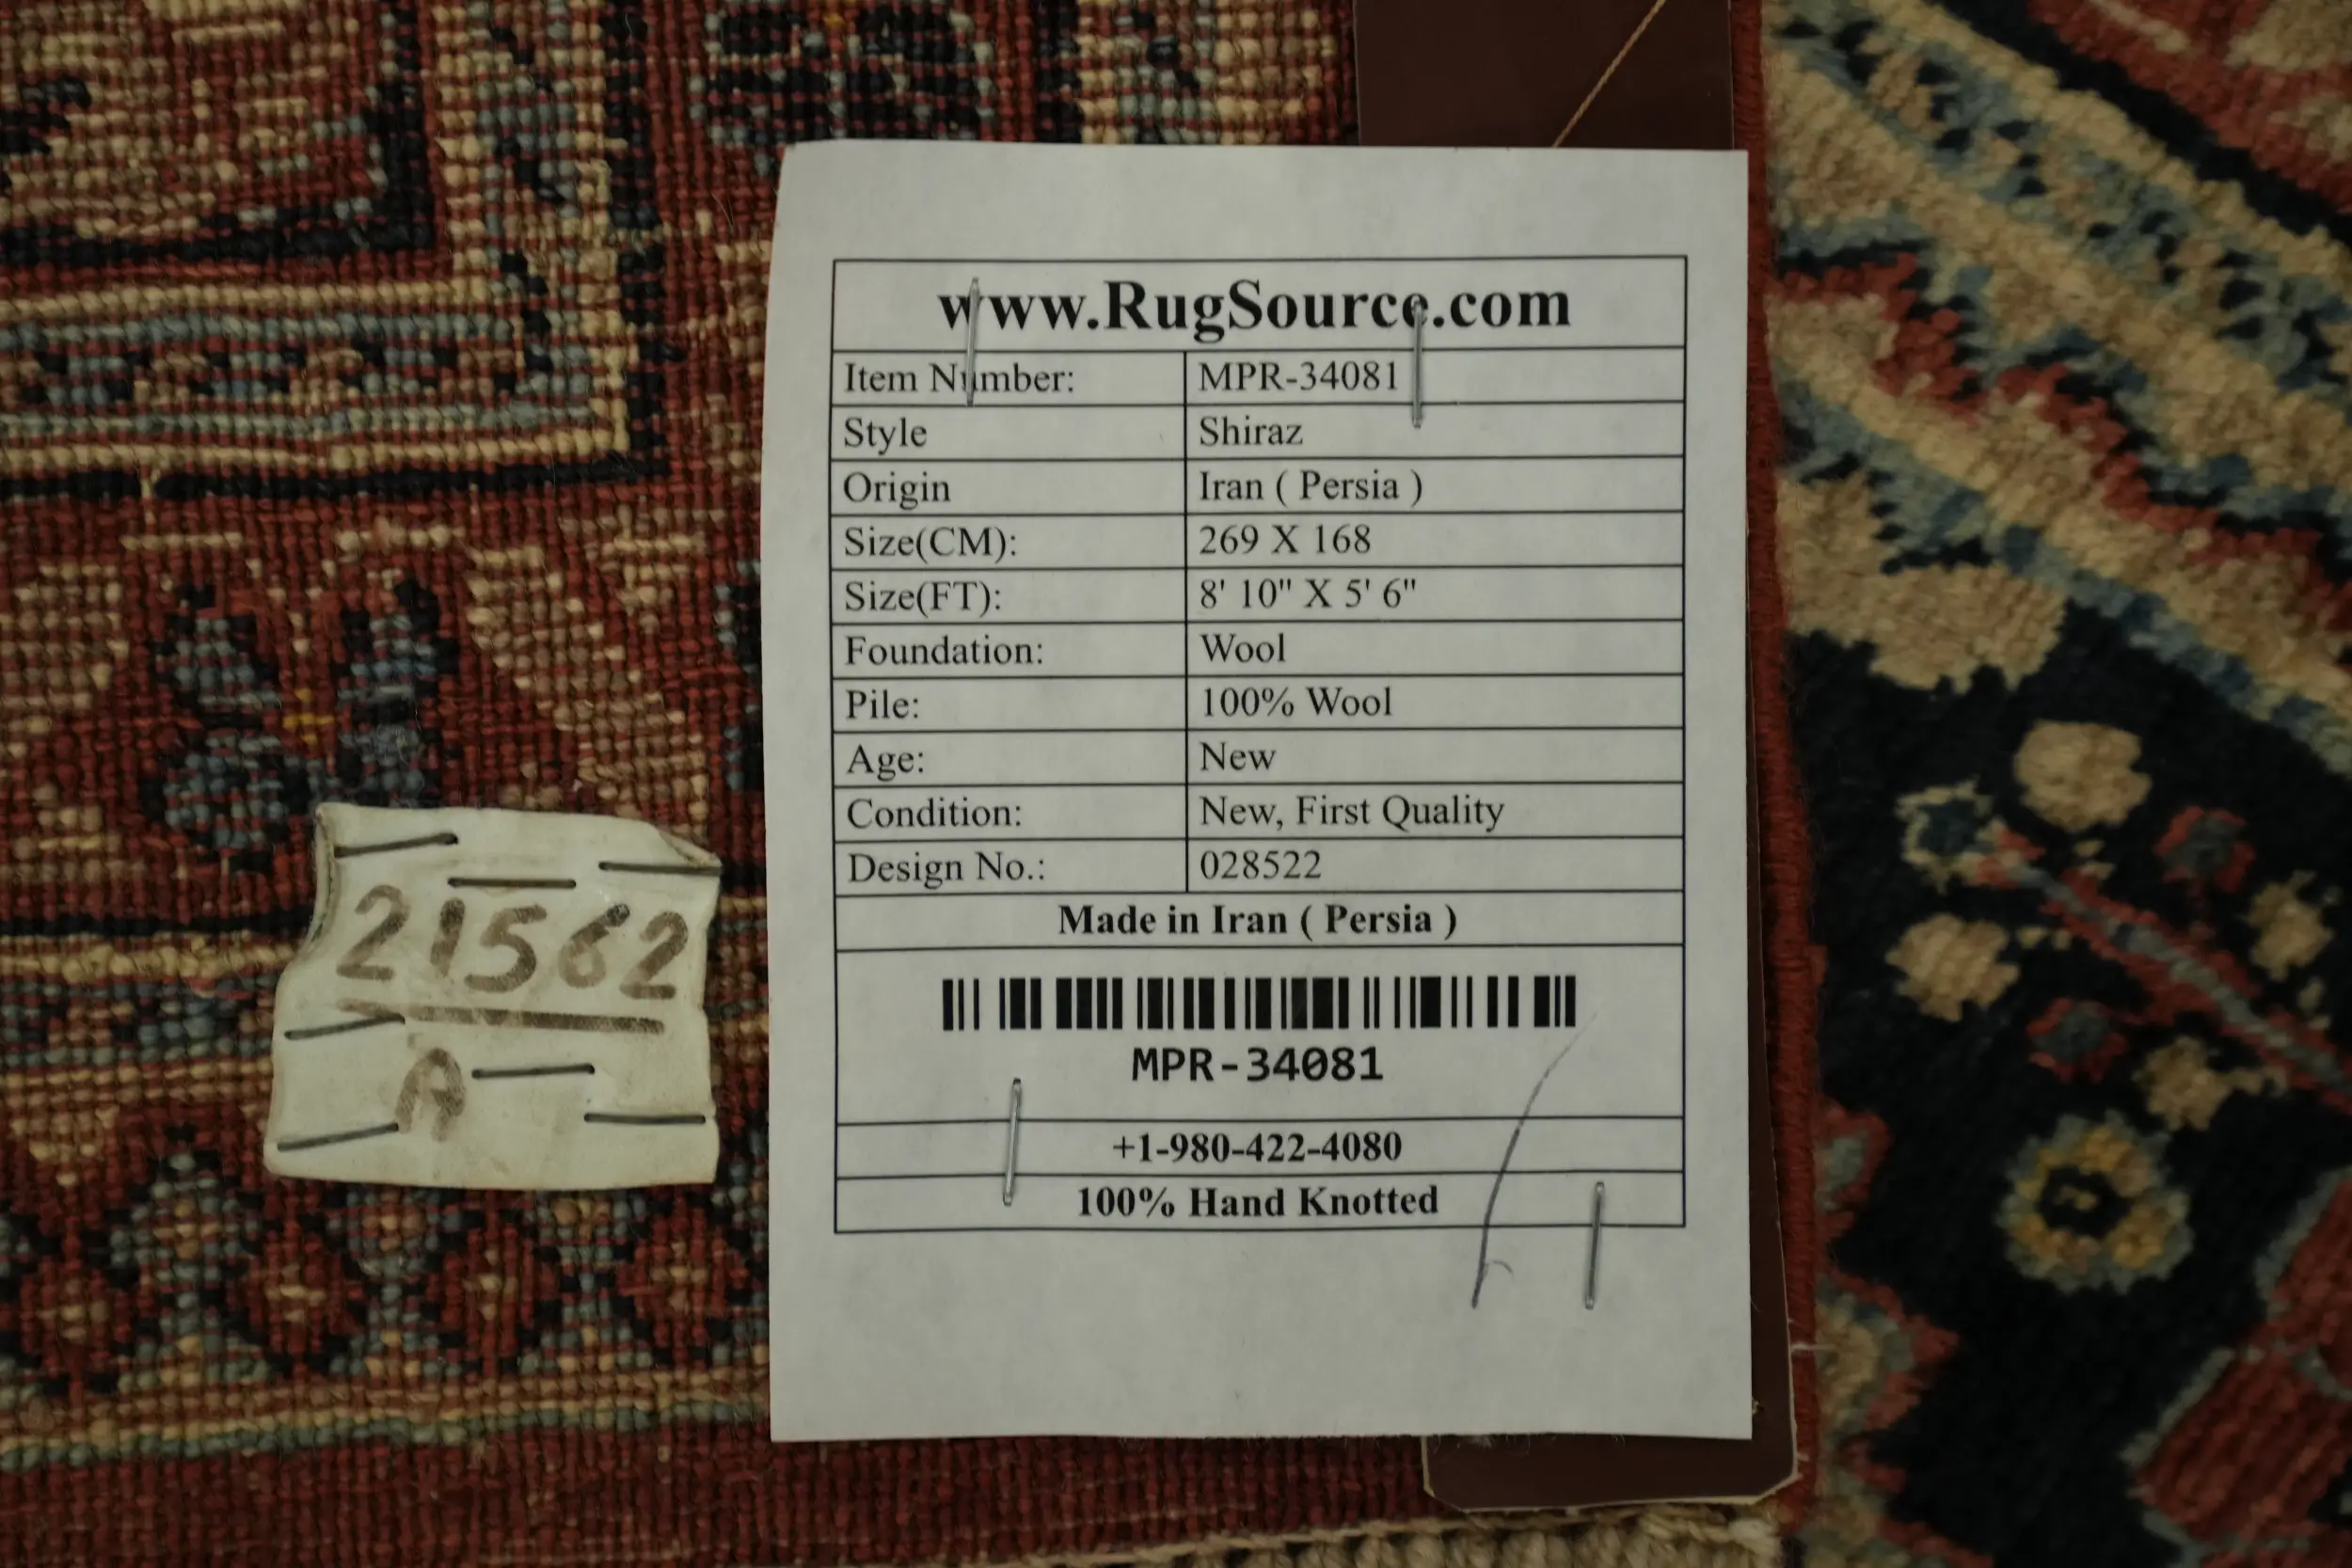 www.RugSource.com
Item Number: MPR-34081
Style Shiraz
Origin Iran ( Persia )
Size(CM): 269 X 168
Size(FT): 8' 10" X 5' 6"
Foundation: Wool
Pile: 100% Wool
Age: New
Condition: New, First Quality
Design No.: 028522
Made in Iran ( Persia )
MPR-34081
+1-980-422-4080
100% Hand Knotted
21562
A